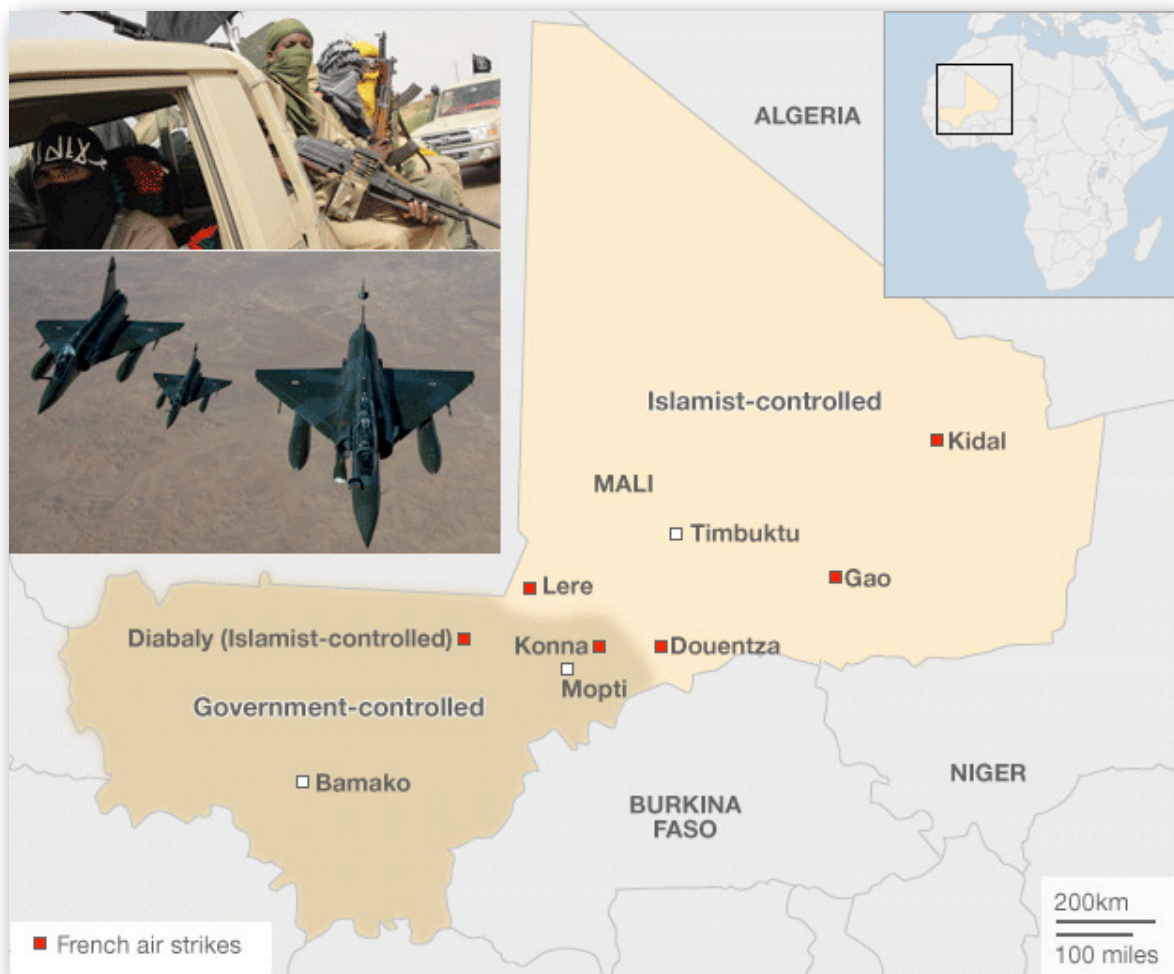 ALGERIA
Islamist-controlled
Kidal
MALI
Timbuktu
Gao
Lere
Diabaly (Islamist-controlled)
Konna
Douentza
Mopti
Government-controlled
Bamako
NIGER
BURKINA
FASO
200km
100 miles
French air strikes